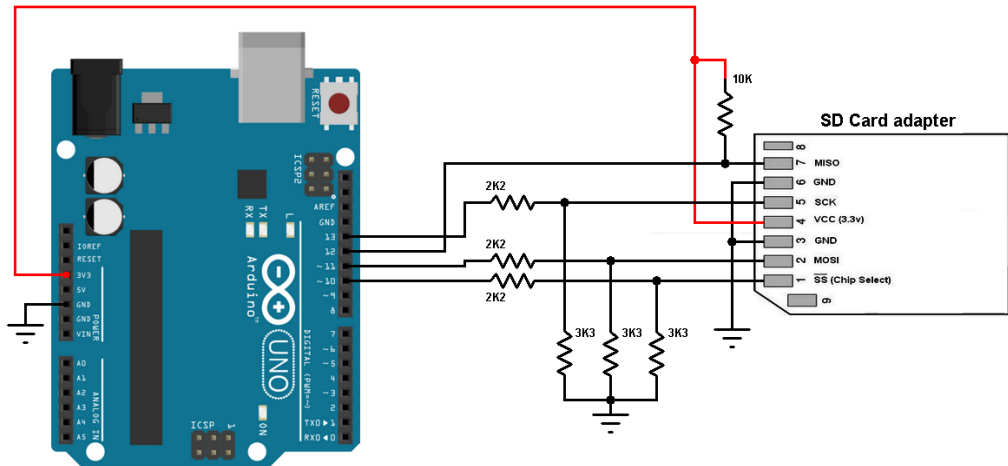 10K
SD Card adapter
8
7 MISO
6 GND
5 SCK
4 VCC (3.3v)
3 GND
2 MOSI
1 SS (Chip Select)
9
2K2
2K2
2K2
3K3
3K3
3K3
RESET
ICSP2
AREF
GND
13
12
~11
~10
~9
8
7
~6
~5
4
~3
2
TX0►1
RX0◄0
RX
TX
L
Arduino™
UNO
DIGITAL (PWM=~)
ON
ICSP
1
IOREF
RESET
3V3
5V
GND
GND
VIN
POWER
A0
A1
A2
A3
A4
A5
ANALOG IN